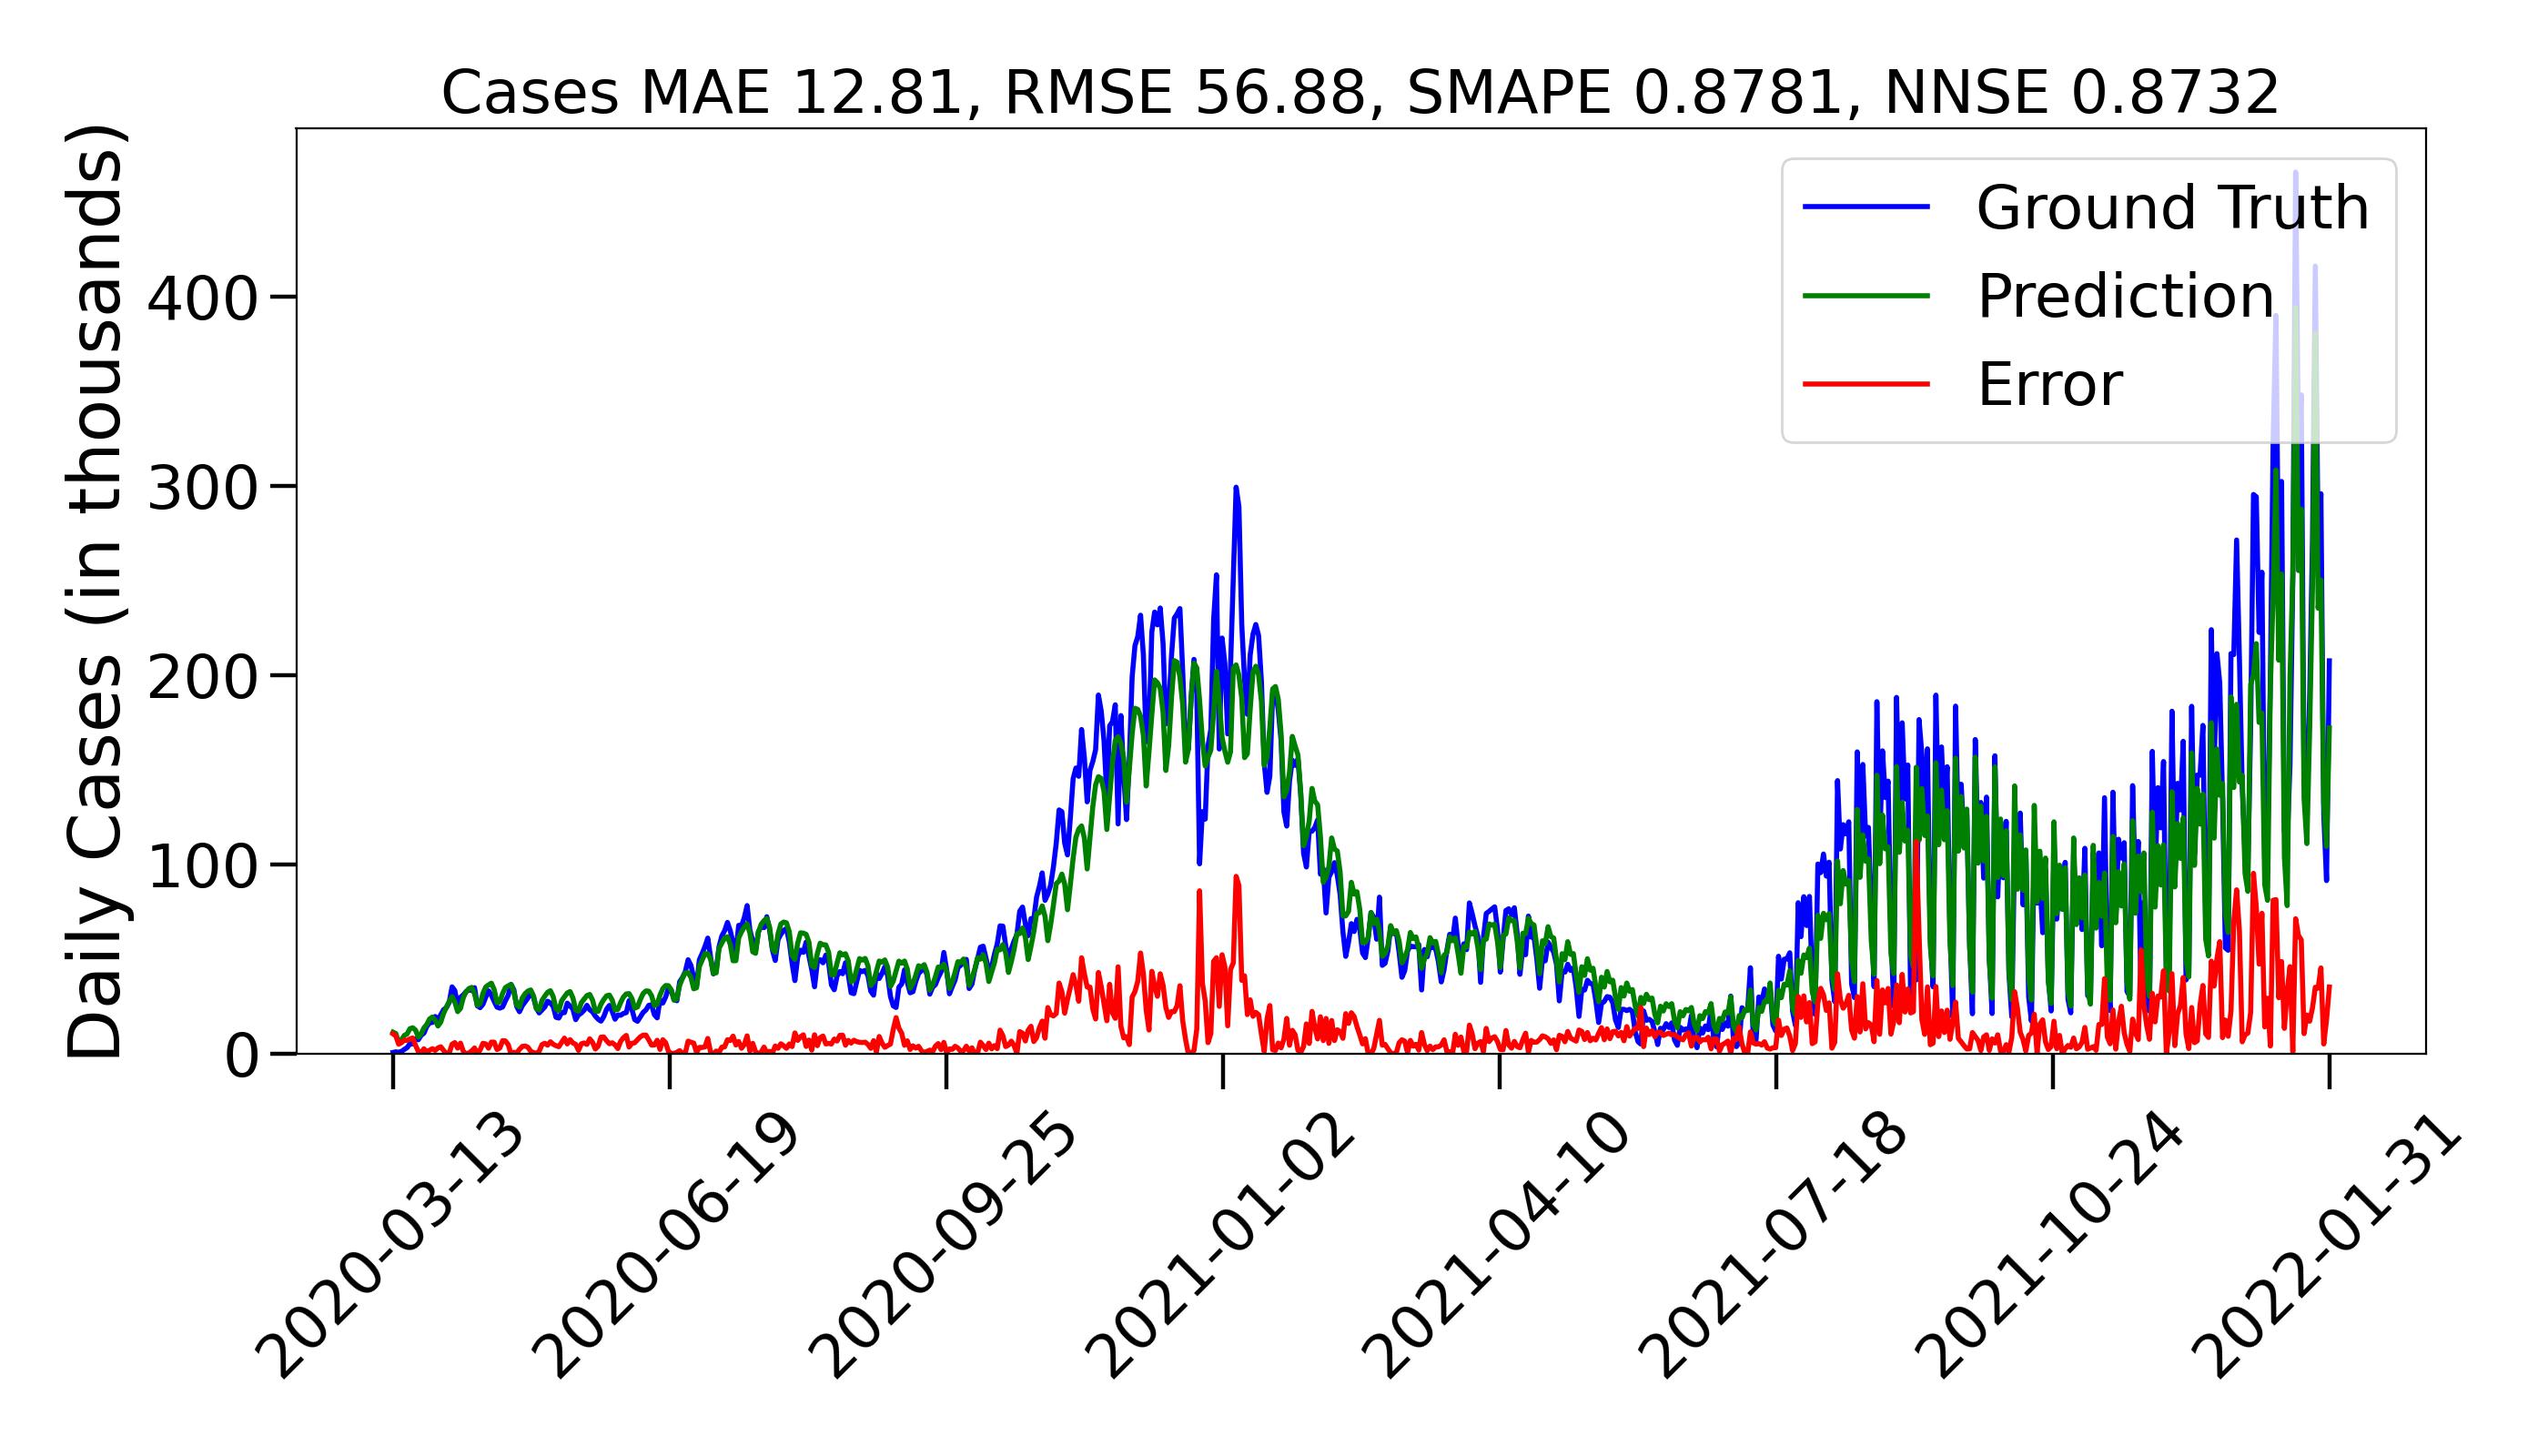 Cases MAE 12.81, RMSE 56.88, SMAPE 0.8781, NNSE 0.8732
Daily Cases (in thousands)
400
300
200
100
0
Ground Truth
Prediction
Error
2020-03-13
2020-06-19
2020-09-25
2021-01-02
2021-04-10
2021-07-18
2021-10-24
2022-01-31